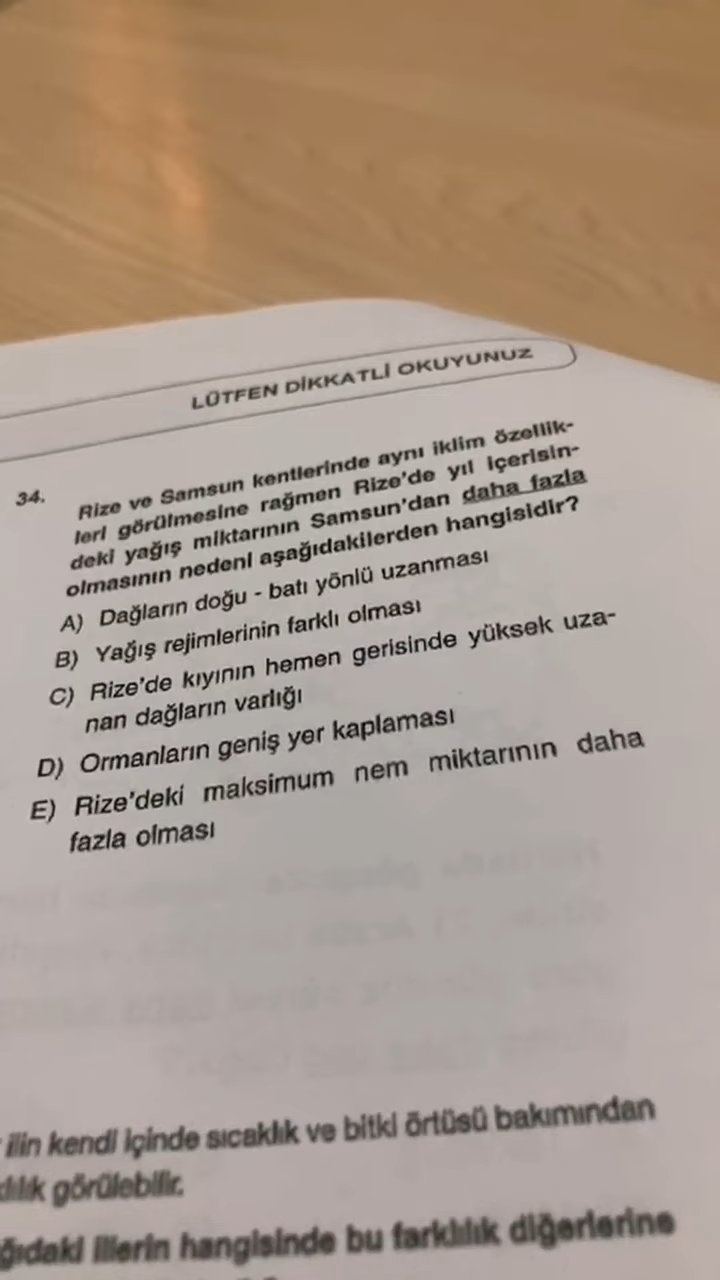 LÜTFEN DİKKATLİ OKUYUNUZ
34. Rize ve Samsun kentlerinde aynı iklim özellik-
leri görülmesine rağmen Rize'de yıl içerisin-
deki yağış miktarının Samsun'dan daha fazla
olmasının nedeni aşağıdakilerden hangisidir?
A) Dağların doğu - batı yönlü uzanması
B) Yağış rejimlerinin farklı olması
C) Rize'de kıyının hemen gerisinde yüksek uza-
nan dağların varlığı
D) Ormanların geniş yer kaplaması
E) Rize'deki maksimum nem miktarının daha
fazla olması
ilin kendi içinde sıcaklık ve bitki örtüsü bakımından
görülebilir.
illerin hangisinde bu farklılık diğerlerine